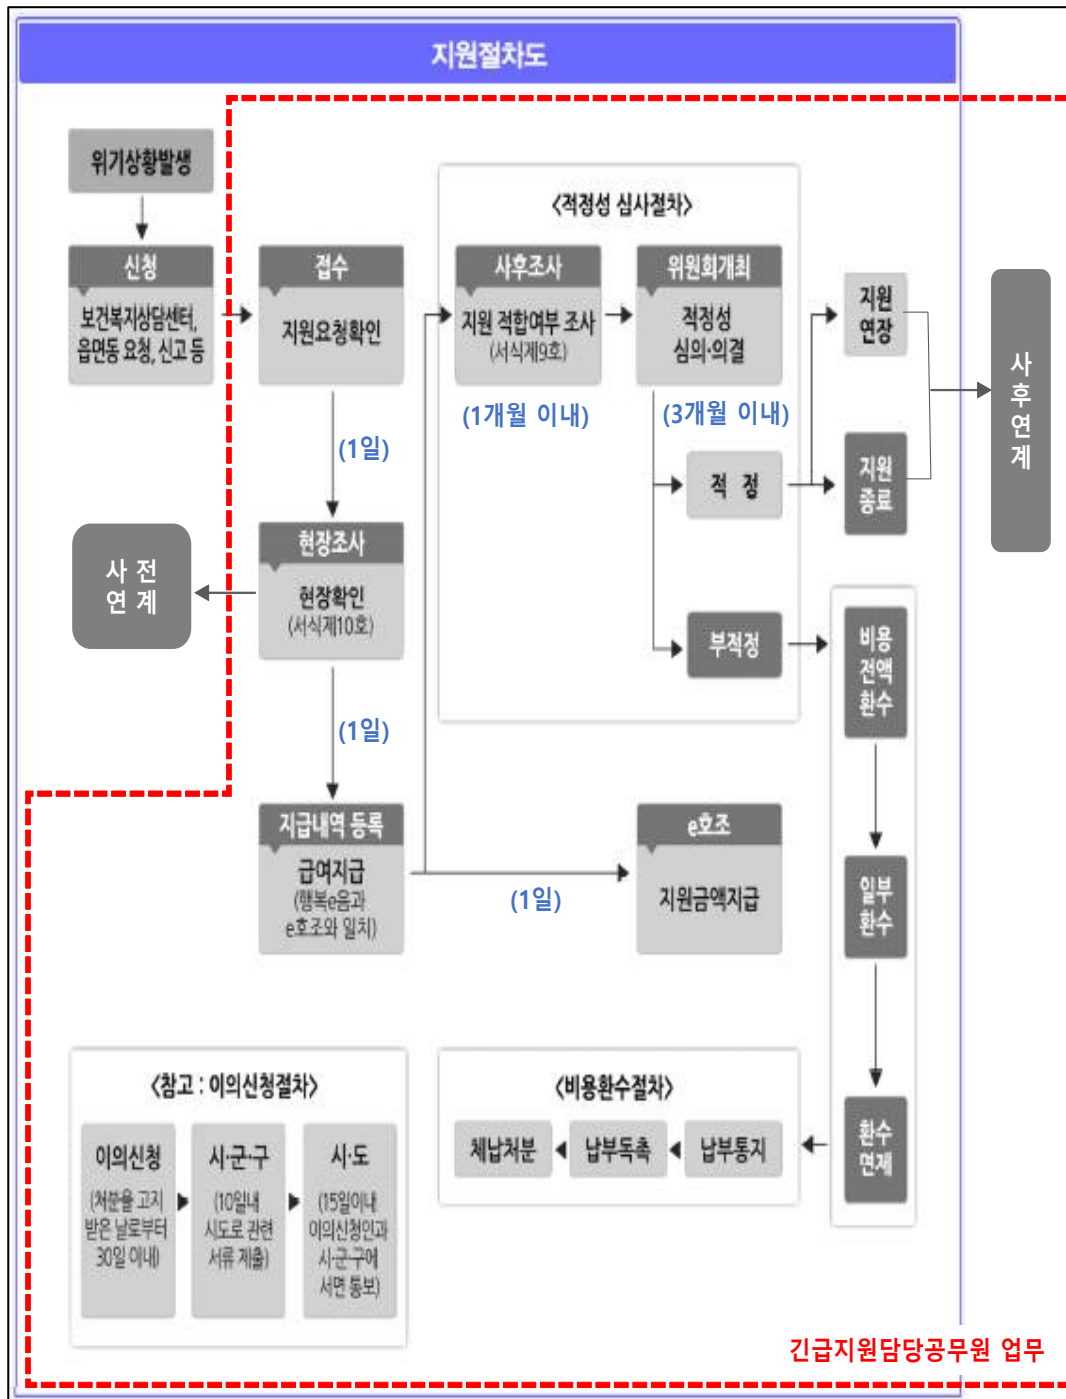 지원절차도
위기상황발생
신청
보건복지상담센터,
읍면동 요청, 신고 등
접수
지원요청확인
(1일)
현장조사
현장확인
(서식제10호)
사 전
연 계
(1일)
지급내역 등록
급여지급
(행복e음과
e호조와 일치)
(1일)
e호조
지원금액지급
<적정성 심사절차>
사후조사
지원 적합여부 조사
(서식제9호)
(1개월 이내)
위원회개최
적정성
심의·의결
(3개월 이내)
적 정
부적정
지원
연장
지원
종료
사
후
연
계
비용
전액
환수
일부
환수
환수
면제
<참고 : 이의신청절차>
이의신청
(처분을 고지
받은 날로부터
30일 이내)
시·군·구
(10일내
시도로 관련
서류 제출)
시·도
(15일이내
이의신청인과
시·군·구에
서면 통보)
<비용환수절차>
체납처분
납부독촉
납부통지
긴급지원담당공무원 업무